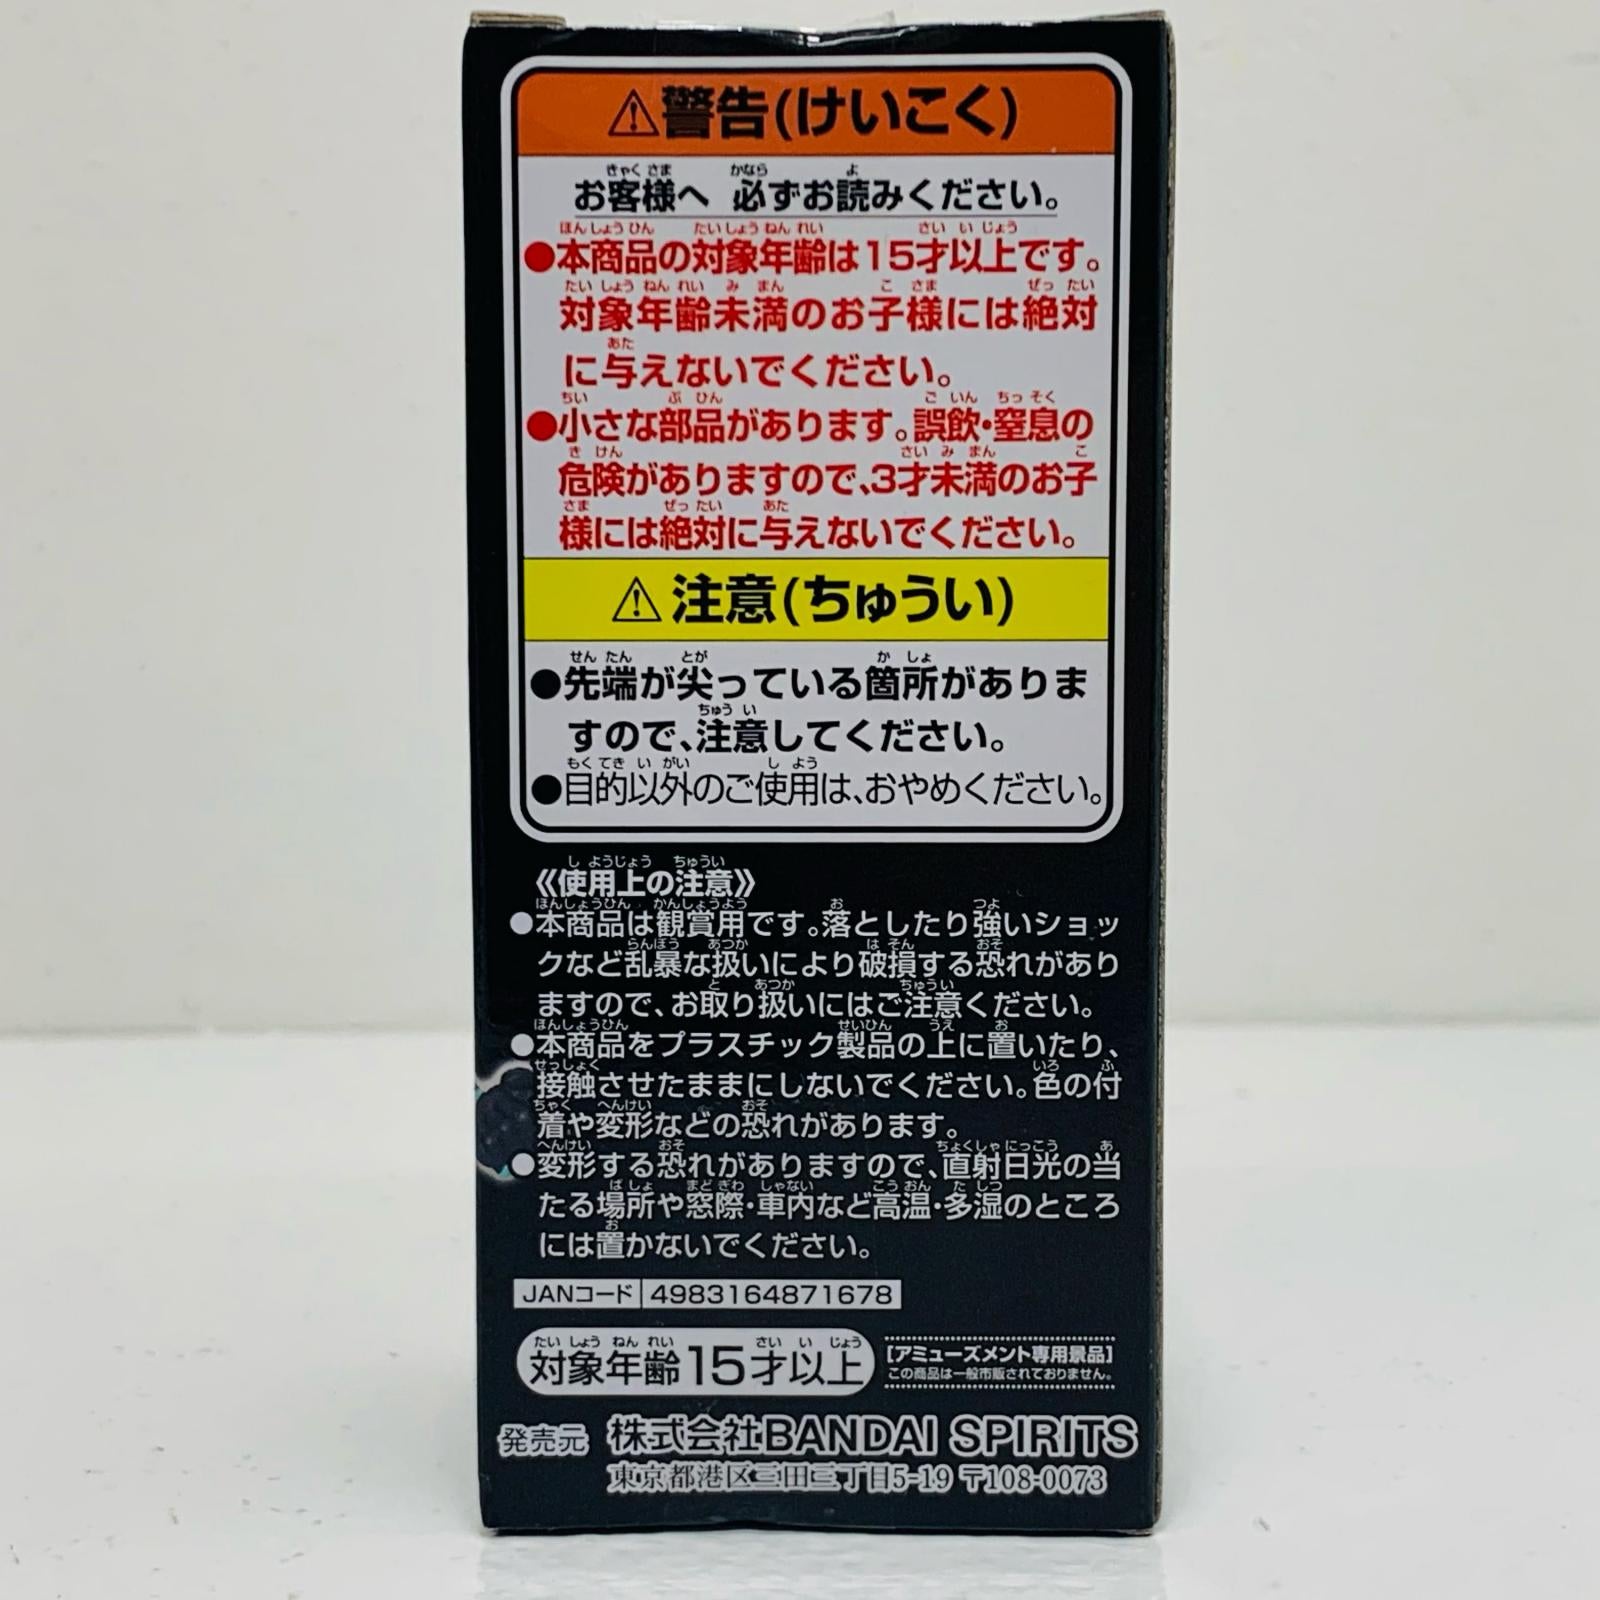 ⚠警告(けいこく)
お客様へ 必ずお読みください。
●本商品の対象年齢は15才以上です。
対象年齢未満のお子様には絶対
に与えないでください。
●小さな部品があります。誤飲・窒息の
危険がありますので、3才未満のお子
様には絶対に与えないでください。
⚠注意(ちゅうい)
●先端が尖っている箇所がありま
すので、注意してください。
●目的以外のご使用は、おやめください。
《使用上の注意》
●本商品は観賞用です。落としたり強いショッ
クなど乱暴な扱いにより破損する恐れがあり
ますので、お取り扱いにはご注意ください。
●本商品をプラスチック製品の上に置いたり、
接触させたままにしないでください。色の付
着や変形などの恐れがあります。
●変形する恐れがありますので、直射日光の当
たる場所や窓際・車内など高温・多湿のところ
には置かないでください。
JANコード 4983164871678
対象年齢15才以上
[アミューズメント専用景品]
この商品は一般市販されておりません。
発売元 株式会社BANDAI SPIRITS
東京都港区三田三丁目5-19 〒108-0073